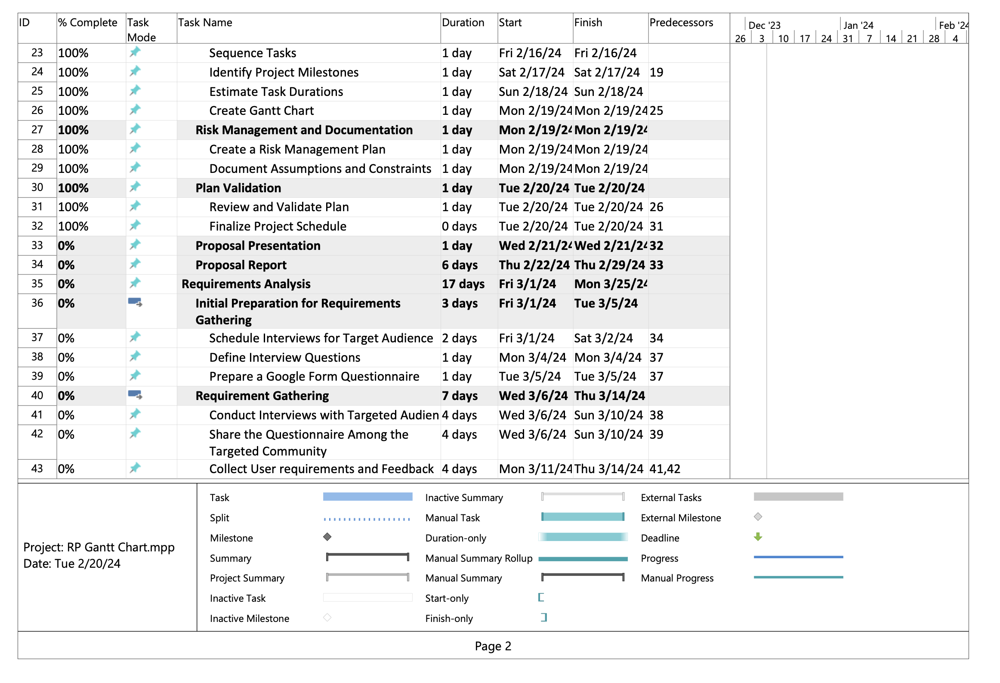 ID % Complete Task Mode Task Name Duration Start Finish Predecessors
Dec '23 Jan '24 Feb '24
26 3 10 17 24 31 7 14 21 28 4
23 100% Sequence Tasks 1 day Fri 2/16/24 Fri 2/16/24
24 100% Identify Project Milestones 1 day Sat 2/17/24 Sat 2/17/24 19
25 100% Estimate Task Durations 1 day Sun 2/18/24 Sun 2/18/24
26 100% Create Gantt Chart 1 day Mon 2/19/24 Mon 2/19/24 25
27 100% Risk Management and Documentation 1 day Mon 2/19/24 Mon 2/19/24
28 100% Create a Risk Management Plan 1 day Mon 2/19/24 Mon 2/19/24
29 100% Document Assumptions and Constraints 1 day Mon 2/19/24 Mon 2/19/24
30 100% Plan Validation 1 day Tue 2/20/24 Tue 2/20/24
31 100% Review and Validate Plan 1 day Tue 2/20/24 Tue 2/20/24 26
32 100% Finalize Project Schedule 0 days Tue 2/20/24 Tue 2/20/24 31
33 0% Proposal Presentation 1 day Wed 2/21/24 Wed 2/21/24 32
34 0% Proposal Report 6 days Thu 2/22/24 Thu 2/29/24 33
35 0% Requirements Analysis 17 days Fri 3/1/24 Mon 3/25/24
36 0% Initial Preparation for Requirements 3 days Fri 3/1/24 Tue 3/5/24
Gathering
37 0% Schedule Interviews for Target Audience 2 days Fri 3/1/24 Sat 3/2/24 34
38 0% Define Interview Questions 1 day Mon 3/4/24 Mon 3/4/24 37
39 0% Prepare a Google Form Questionnaire 1 day Tue 3/5/24 Tue 3/5/24 37
40 0% Requirement Gathering 7 days Wed 3/6/24 Thu 3/14/24
41 0% Conduct Interviews with Targeted Audien 4 days Wed 3/6/24 Sun 3/10/24 38
42 0% Share the Questionnaire Among the 4 days Wed 3/6/24 Sun 3/10/24 39
Targeted Community
43 0% Collect User requirements and Feedback 4 days Mon 3/11/24 Thu 3/14/24 41,42
Project: RP Gantt Chart.mpp
Date: Tue 2/20/24
Task Inactive Summary External Tasks
Split Manual Task External Milestone
Milestone Duration-only Deadline
Summary Manual Summary Rollup Progress
Project Summary Manual Summary Manual Progress
Inactive Task Start-only
Inactive Milestone Finish-only
Page 2